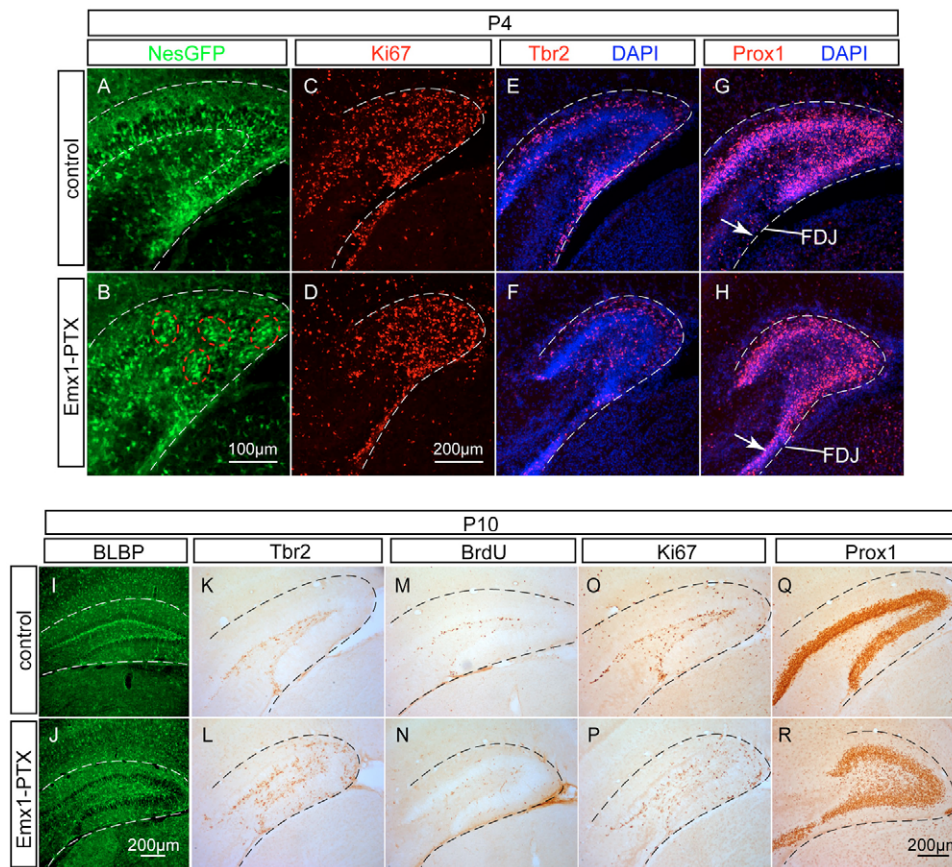 P4
NesGFP Ki67 Tbr2 DAPI Prox1 DAPI
control
A C E G
FDJ
Emx1-PTX
B D F H
100μm 200μm FDJ
P10
BLBP Tbr2 BrdU Ki67 Prox1
control
I K M O Q
Emx1-PTX
J L N P R
200μm 200μm